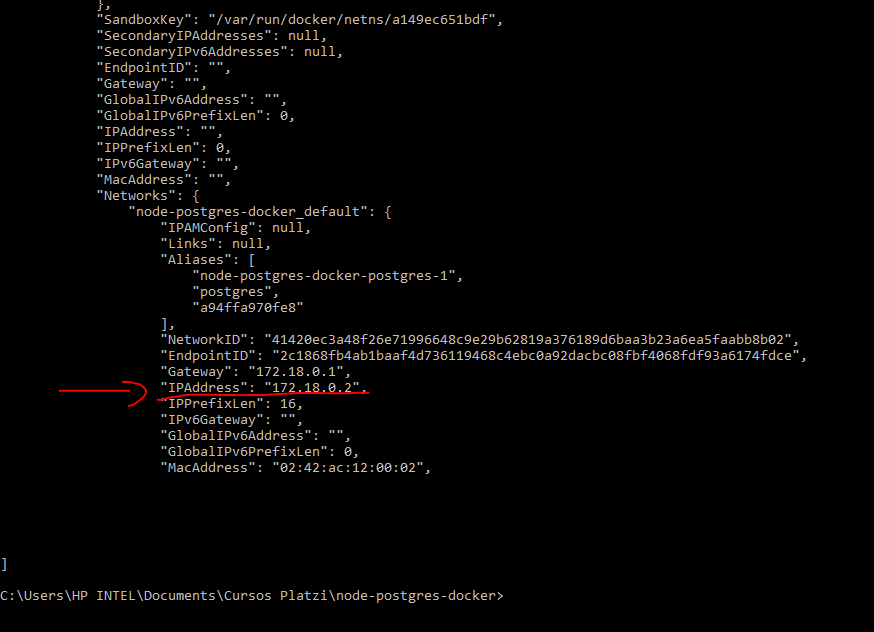 },
"SandboxKey": "/var/run/docker/netns/a149ec651bdf",
"SecondaryIPAddresses": null,
"SecondaryIPv6Addresses": null,
"EndpointID": "",
"Gateway": "",
"GlobalIPv6Address": "",
"GlobalIPv6PrefixLen": 0,
"IPAddress": "",
"IPPrefixLen": 0,
"IPv6Gateway": "",
"MacAddress": "",
"Networks": {
"node-postgres-docker_default": {
"IPAMConfig": null,
"Links": null,
"Aliases": [
"node-postgres-docker-postgres-1",
"postgres",
"a94ffa970fe8"
],
"NetworkID": "41420ec3a48f26e71996648c9e29b62819a376189d6baa3b23a6ea5faabb8b02",
"EndpointID": "2c1868fb4ab1baaf4d736119468c4ebc0a92dacbc08fbf4068fdf93a6174fdce",
"Gateway": "172.18.0.1",
"IPAddress": "172.18.0.2",
"IPPrefixLen": 16,
"IPv6Gateway": "",
"GlobalIPv6Address": "",
"GlobalIPv6PrefixLen": 0,
"MacAddress": "02:42:ac:12:00:02",
]
C:\Users\HP INTEL\Documents\Cursos Platzi\node-postgres-docker>